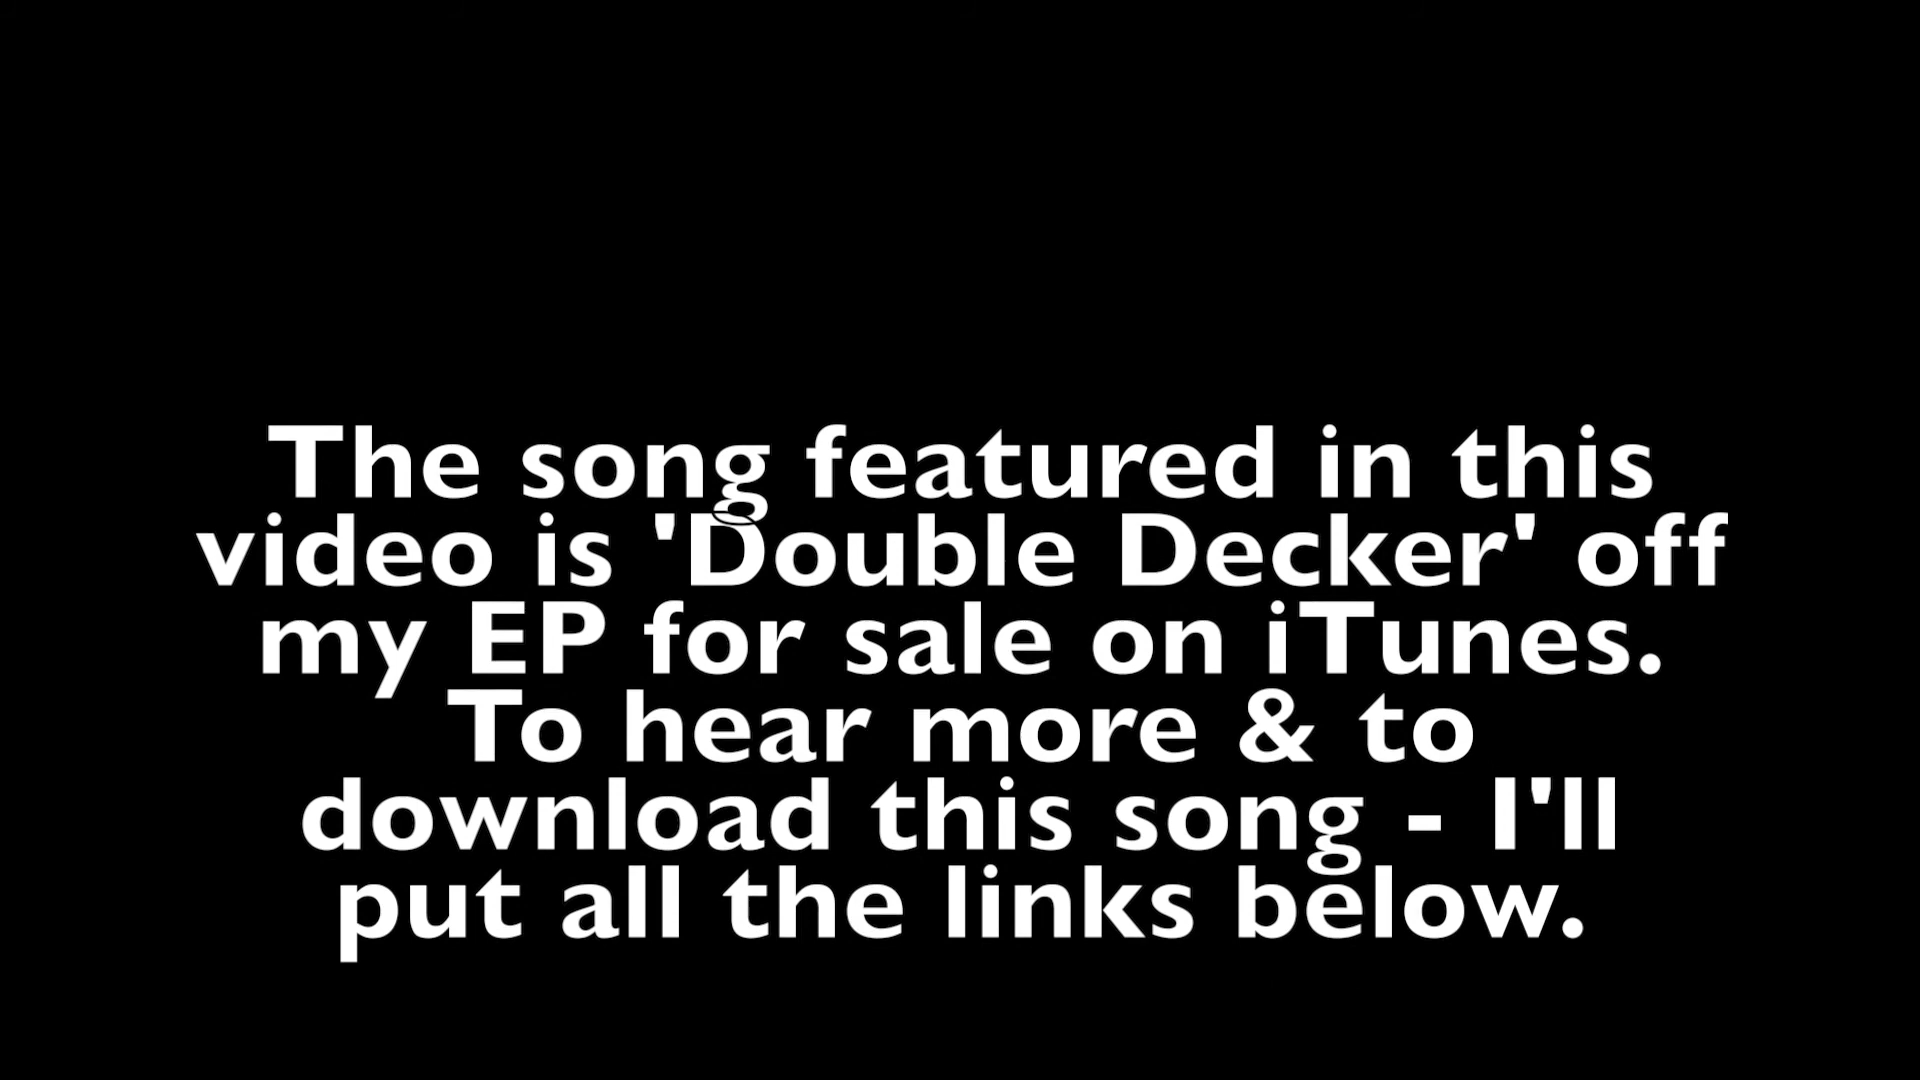 The song featured in this
video is 'Double Decker' off
my EP for sale on iTunes.
To hear more & to
download this song - I'll
put all the links below.